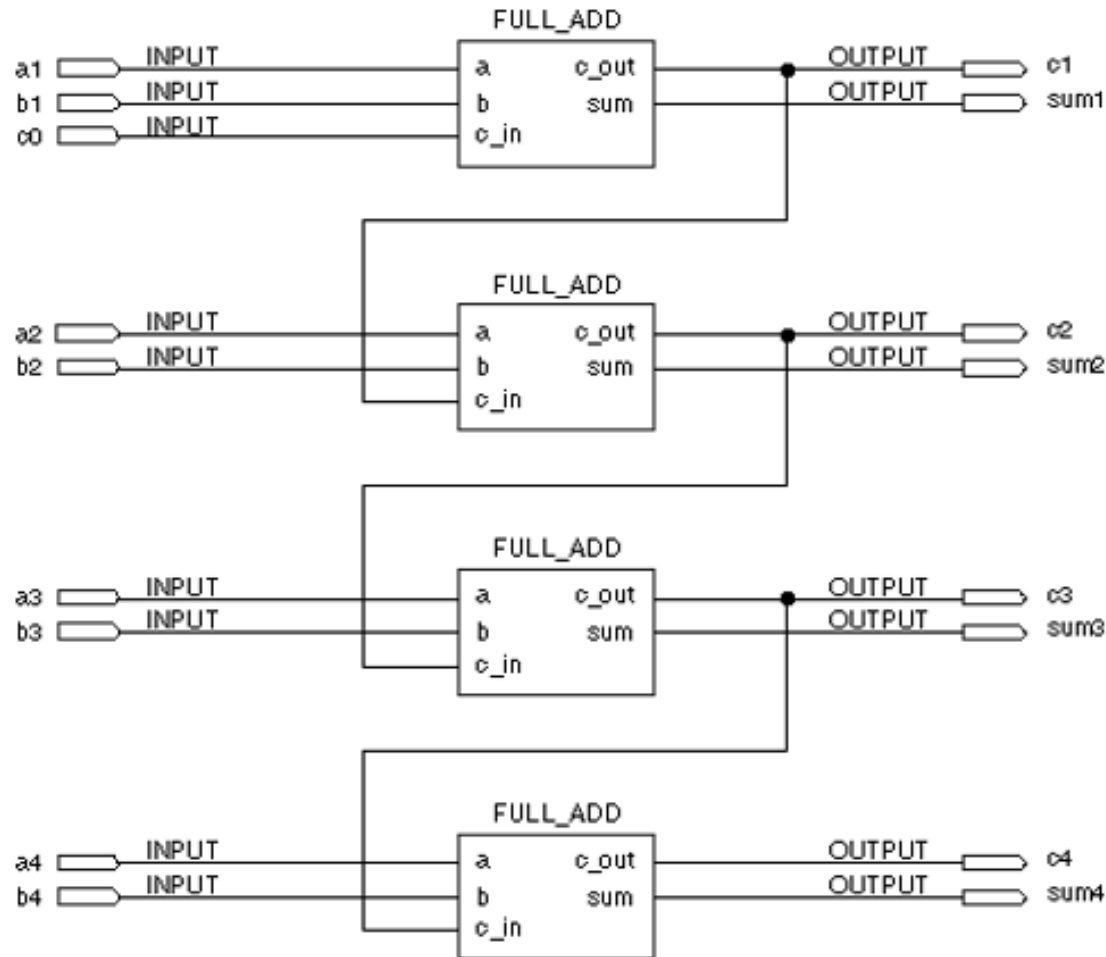 FULL_ADD
a1 INPUT a c_out OUTPUT c1
b1 INPUT b sum OUTPUT sum1
c0 INPUT c_in
FULL_ADD
a2 INPUT a c_out OUTPUT c2
b2 INPUT b sum OUTPUT sum2
c_in
FULL_ADD
a3 INPUT a c_out OUTPUT c3
b3 INPUT b sum OUTPUT sum3
c_in
FULL_ADD
a4 INPUT a c_out OUTPUT c4
b4 INPUT b sum OUTPUT sum4
c_in